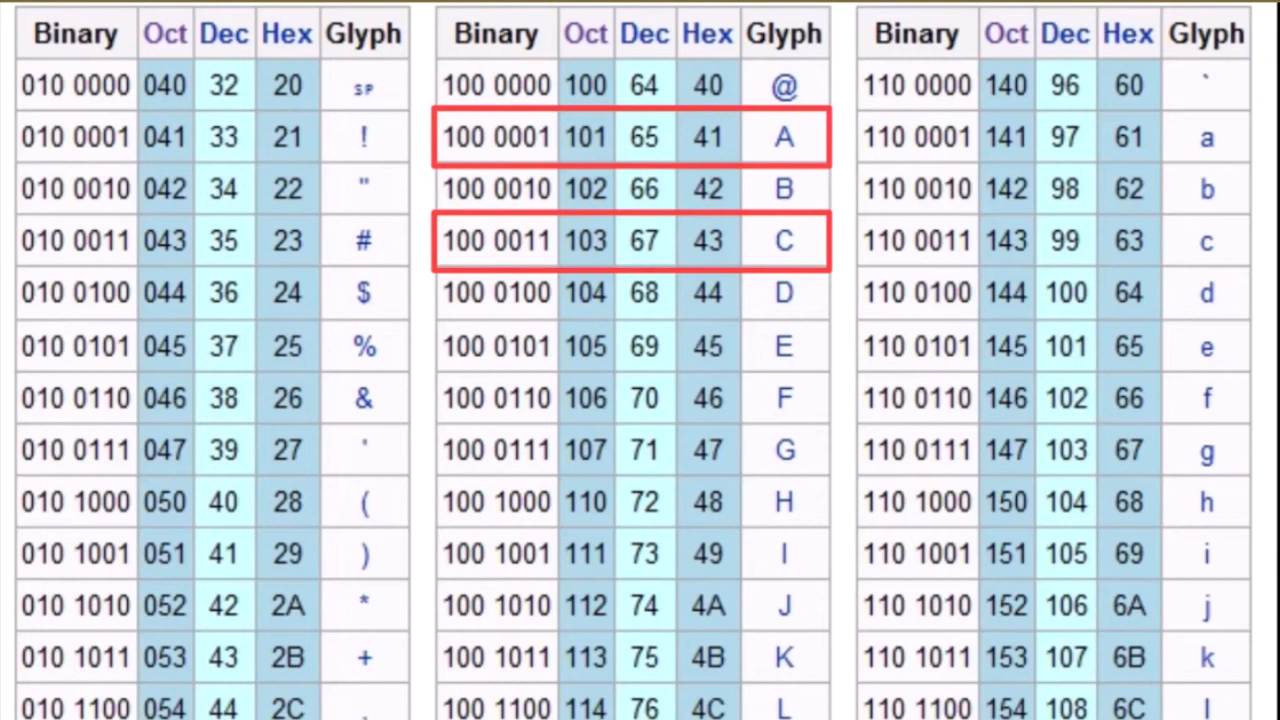 Binary Oct Dec Hex Glyph Binary Oct Dec Hex Glyph Binary Oct Dec Hex Glyph
010 0000 040 32 20 SP 100 0000 100 64 40 @ 110 0000 140 96 60 `
010 0001 041 33 21 ! 100 0001 101 65 41 A 110 0001 141 97 61 a
010 0010 042 34 22 " 100 0010 102 66 42 B 110 0010 142 98 62 b
010 0011 043 35 23 # 100 0011 103 67 43 C 110 0011 143 99 63 c
010 0100 044 36 24 $ 100 0100 104 68 44 D 110 0100 144 100 64 d
010 0101 045 37 25 % 100 0101 105 69 45 E 110 0101 145 101 65 e
010 0110 046 38 26 & 100 0110 106 70 46 F 110 0110 146 102 66 f
010 0111 047 39 27 ' 100 0111 107 71 47 G 110 0111 147 103 67 g
010 1000 050 40 28 ( 100 1000 110 72 48 H 110 1000 150 104 68 h
010 1001 051 41 29 ) 100 1001 111 73 49 I 110 1001 151 105 69 i
010 1010 052 42 2A * 100 1010 112 74 4A J 110 1010 152 106 6A j
010 1011 053 43 2B + 100 1011 113 75 4B K 110 1011 153 107 6B k
010 1100 054 44 2C , 100 1100 114 76 4C L 110 1100 154 108 6C l